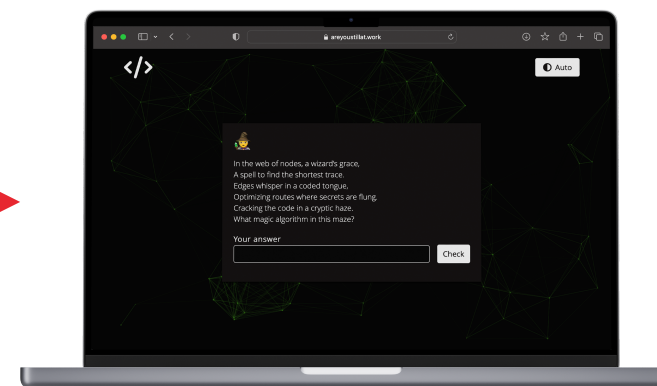 areyoustillat.work
</>
Auto
In the web of nodes, a wizard's grace,
A spell to find the shortest trace.
Edges whisper in a coded tongue,
Optimizing routes where secrets are flung.
Cracking the code in a cryptic haze.
What magic algorithm in this maze?
Your answer
Check